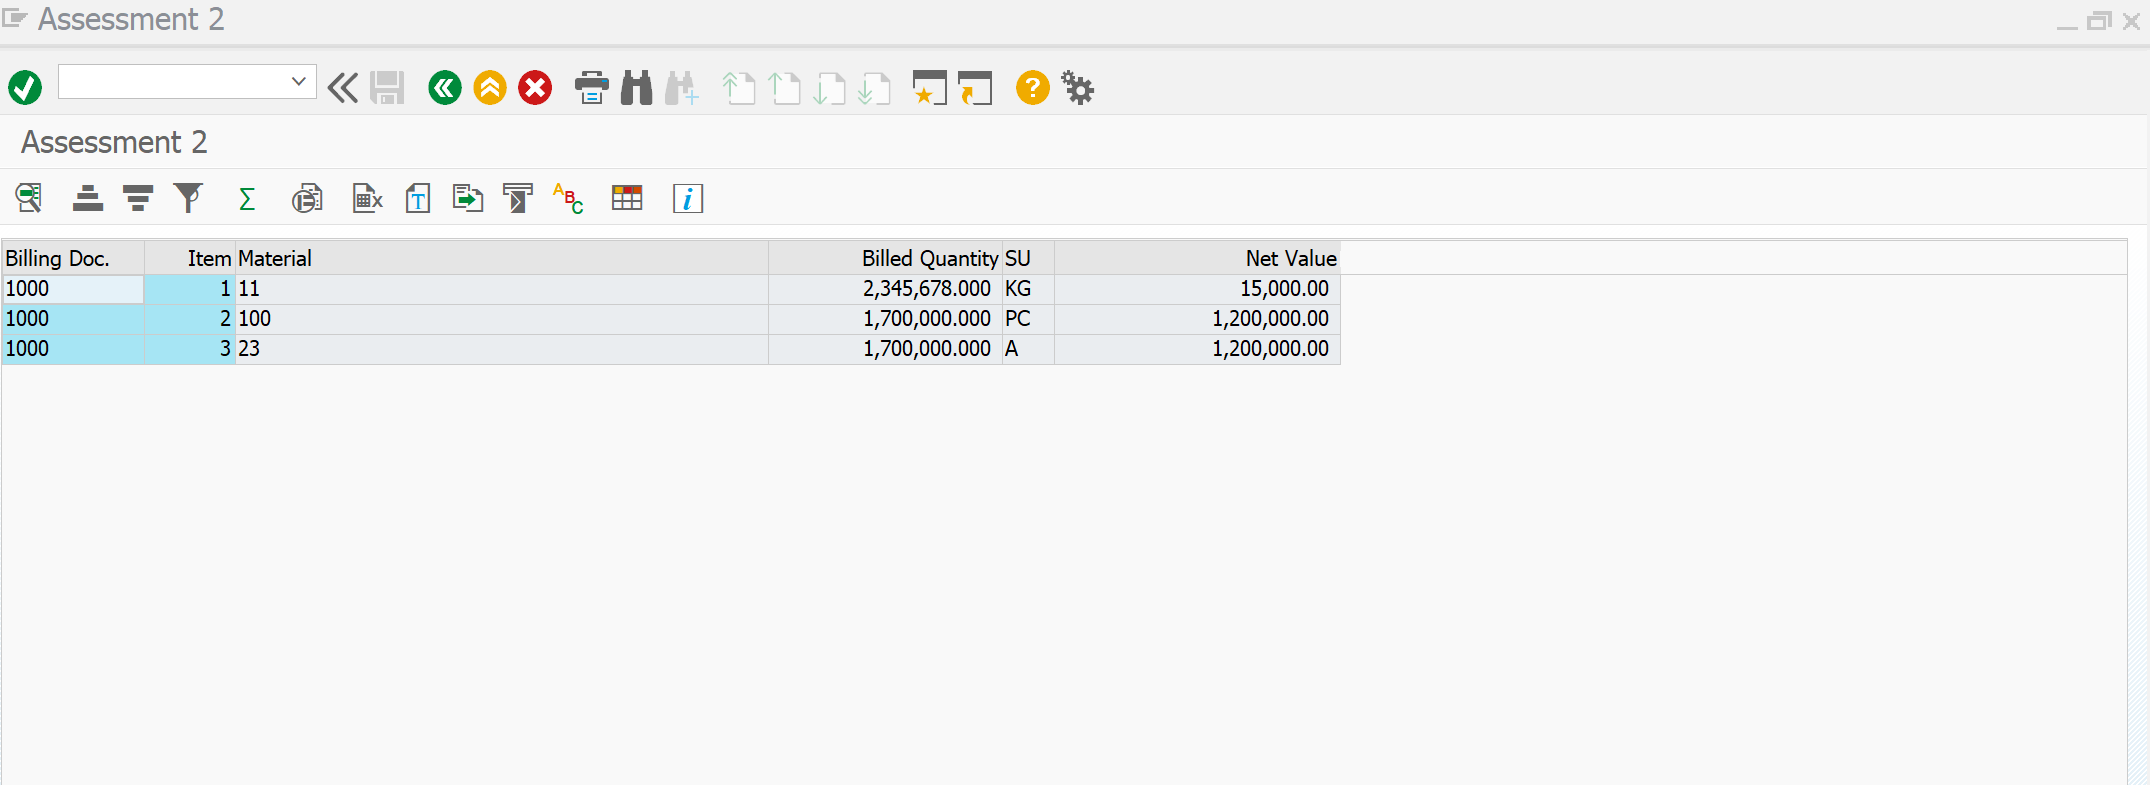 Assessment 2
Assessment 2
Billing Doc. Item Material Billed Quantity SU Net Value
1000 1 11 2,345,678.000 KG 15,000.00
1000 2 100 1,700,000.000 PC 1,200,000.00
1000 3 23 1,700,000.000 A 1,200,000.00